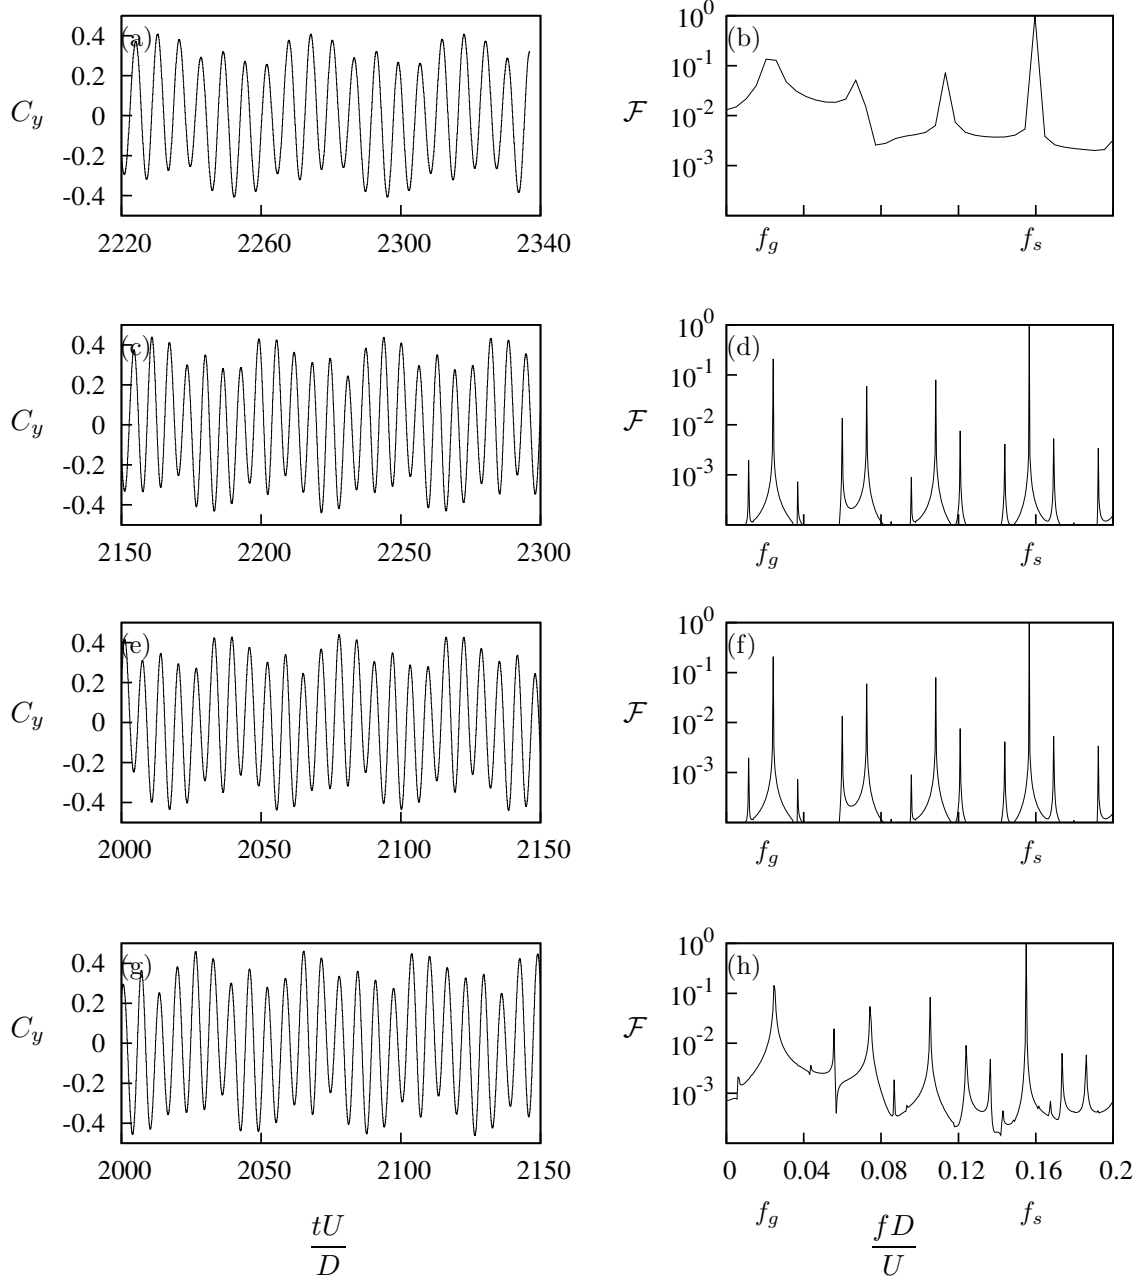 0.4 (a) 10^0 (b)
0.2 10^{-1}
C_y 0 \mathcal{F} 10^{-2}
-0.2 10^{-3}
-0.4
2220 2260 2300 2340 f_g f_s
0.4 (c) 10^0 (d)
0.2 10^{-1}
C_y 0 \mathcal{F} 10^{-2}
-0.2 10^{-3}
-0.4
2150 2200 2250 2300 f_g f_s
0.4 (e) 10^0 (f)
0.2 10^{-1}
C_y 0 \mathcal{F} 10^{-2}
-0.2 10^{-3}
-0.4
2000 2050 2100 2150 f_g f_s
0.4 (g) 10^0 (h)
0.2 10^{-1}
C_y 0 \mathcal{F} 10^{-2}
-0.2 10^{-3}
-0.4
2000 2050 2100 2150 0 0.04 0.08 0.12 0.16 0.2
f_g f_s
tU fD
D U